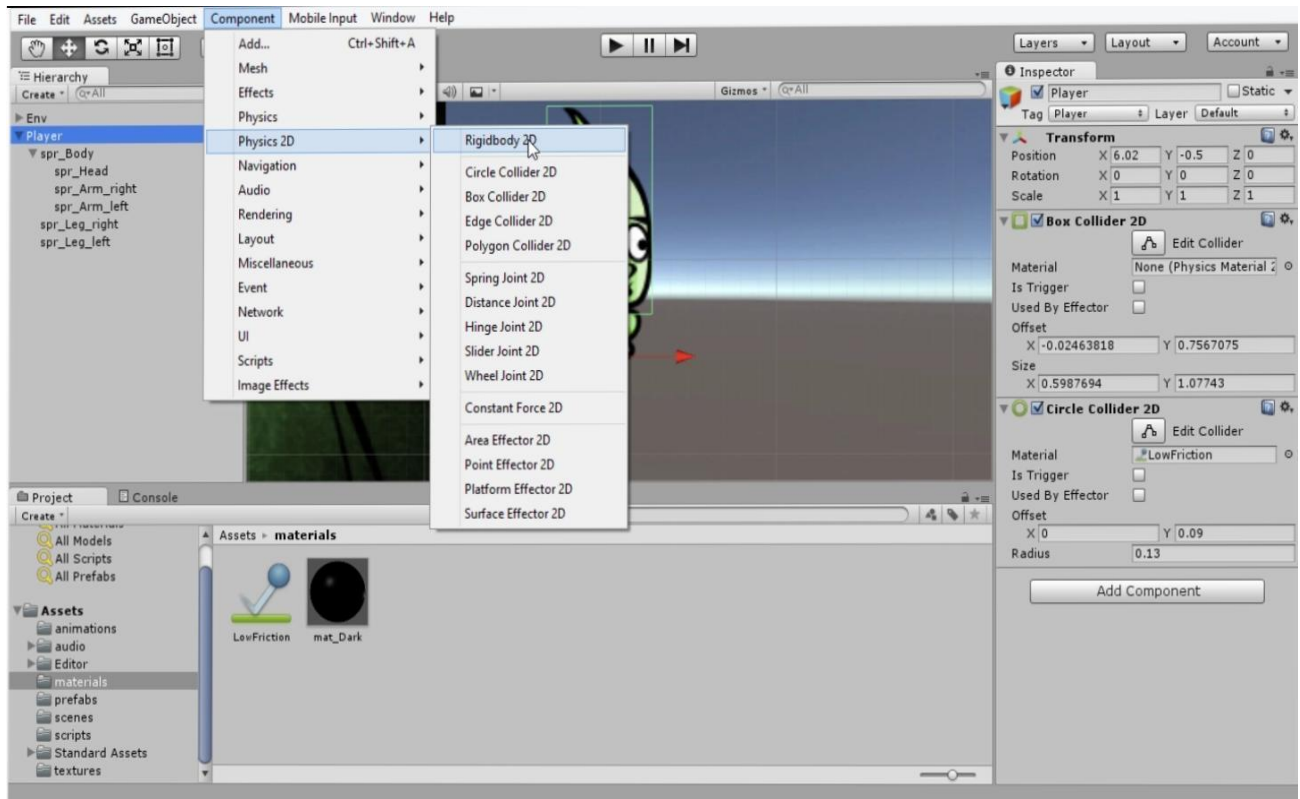 File Edit Assets GameObject Component Mobile Input Window Help
Layers Layout Account
Hierarchy
Create All
Env
Player
spr_Body
spr_Head
spr_Arm_right
spr_Arm_left
spr_Leg_right
spr_Leg_left
Add... Ctrl+Shift+A
Mesh
Effects
Physics
Physics 2D
Navigation
Audio
Rendering
Layout
Miscellaneous
Event
Network
UI
Scripts
Image Effects
Rigidbody 2D
Circle Collider 2D
Box Collider 2D
Edge Collider 2D
Polygon Collider 2D
Spring Joint 2D
Distance Joint 2D
Hinge Joint 2D
Slider Joint 2D
Wheel Joint 2D
Constant Force 2D
Area Effector 2D
Point Effector 2D
Platform Effector 2D
Surface Effector 2D
Gizmos All
Inspector
Player Static
Tag Player Layer Default
Transform
Position X 6.02 Y -0.5 Z 0
Rotation X 0 Y 0 Z 0
Scale X 1 Y 1 Z 1
Box Collider 2D
Edit Collider
Material None (Physics Material 2
Is Trigger
Used By Effector
Offset
X -0.02463818 Y 0.7567075
Size
X 0.5987694 Y 1.07743
Circle Collider 2D
Edit Collider
Material LowFriction
Is Trigger
Used By Effector
Offset
X 0 Y 0.09
Radius 0.13
Add Component
Project Console
Create
All Models
All Scripts
All Prefabs
Assets
animations
audio
Editor
materials
prefabs
scenes
scripts
Standard Assets
textures
Assets materials
LowFriction mat_Dark